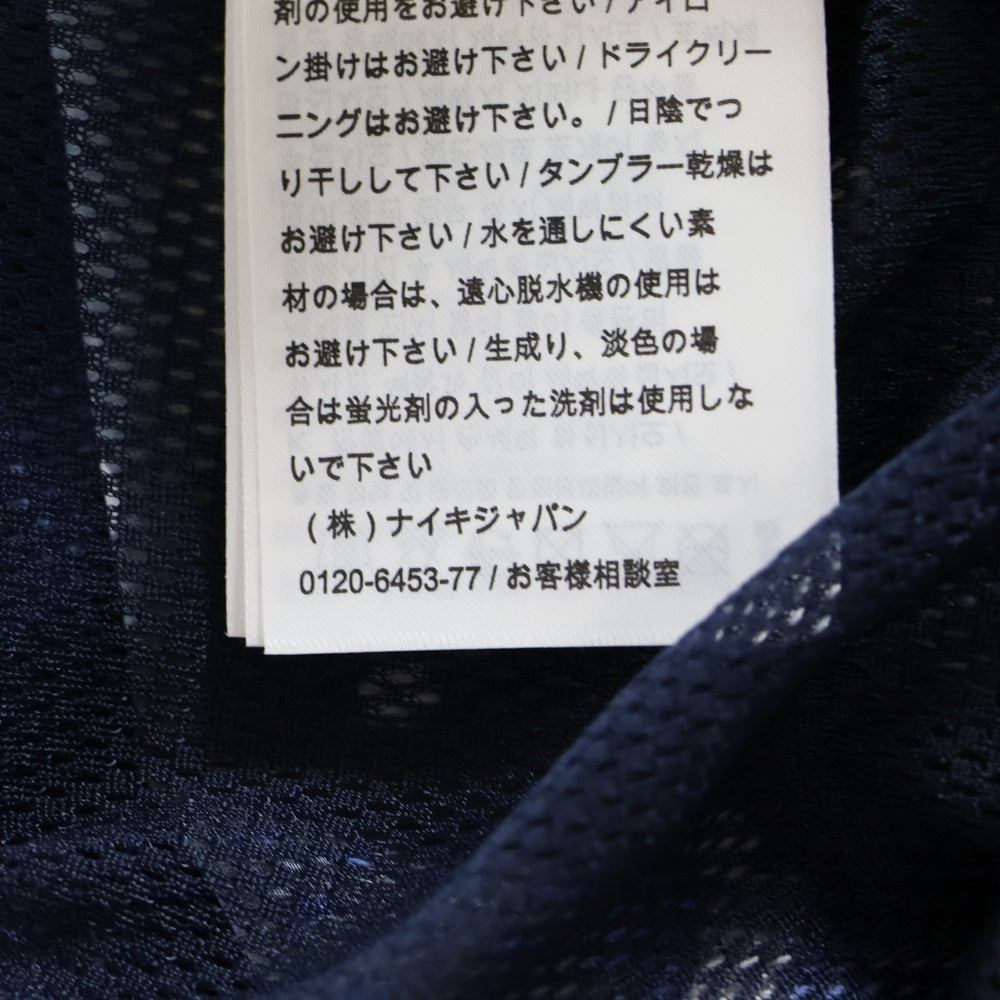 剤の使用をお避け下さい / アイロ
ン掛けはお避け下さい / ドライクリー
ニングはお避け下さい。 / 日陰でつ
り干しして下さい / タンブラー乾燥は
お避け下さい / 水を通しにくい素
材の場合は、遠心脱水機の使用は
お避け下さい / 生成り、淡色の場
合は蛍光剤の入った洗剤は使用しな
いで下さい
( 株 ) ナイキジャパン
0120-6453-77 / お客様相談室